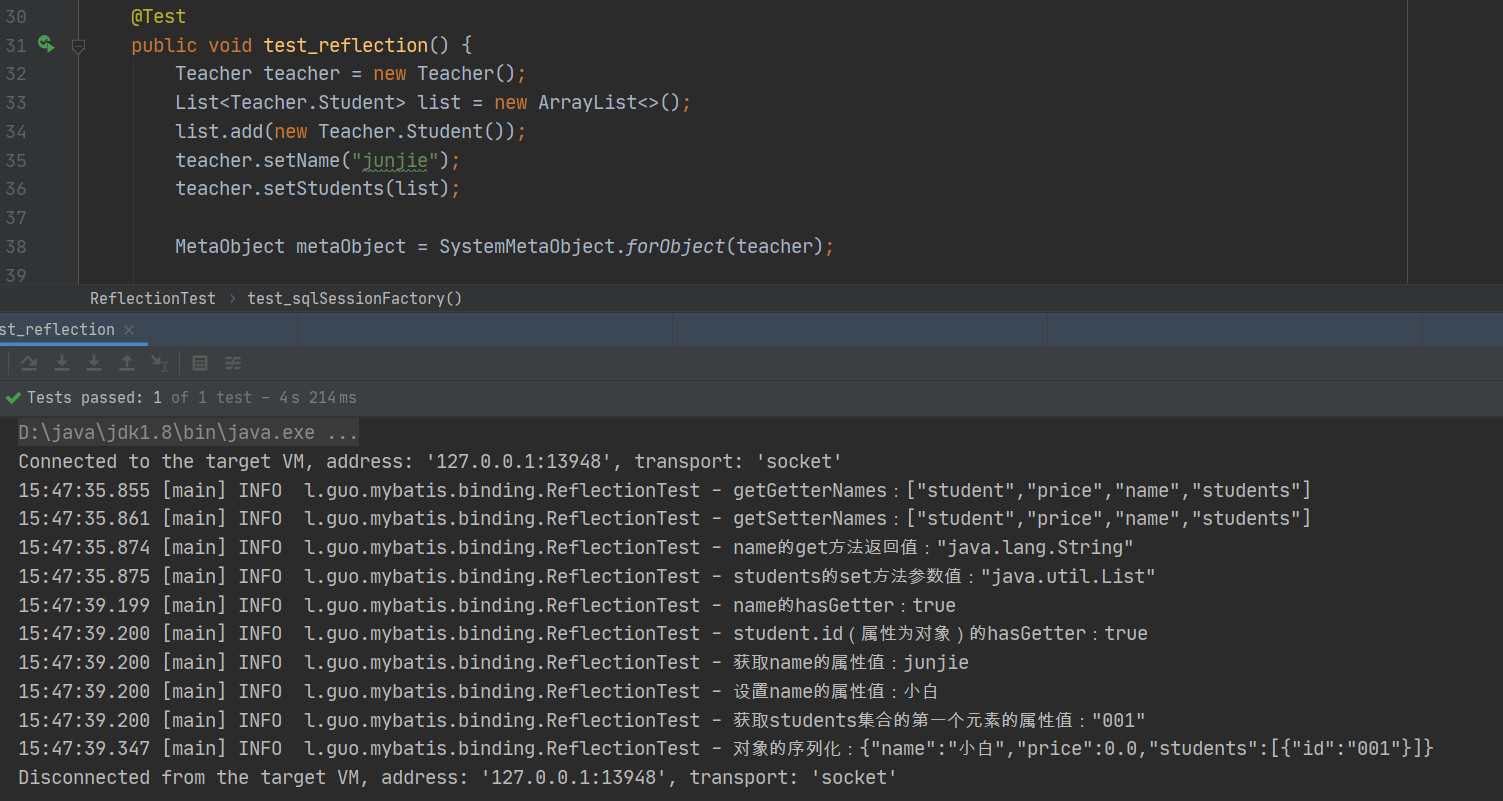 30 @Test
31 public void test_reflection() {
32 Teacher teacher = new Teacher();
33 List<Teacher.Student> list = new ArrayList<>();
34 list.add(new Teacher.Student());
35 teacher.setName("junjie");
36 teacher.setStudents(list);
37
38 MetaObject metaObject = SystemMetaObject.forObject(teacher);
39
ReflectionTest › test_sqlSessionFactory()
st_reflection ×
Tests passed: 1 of 1 test – 4 s 214 ms
D:\java\jdk1.8\bin\java.exe ...
Connected to the target VM, address: '127.0.0.1:13948', transport: 'socket'
15:47:35.855 [main] INFO  l.guo.mybatis.binding.ReflectionTest - getGetterNames：["student","price","name","students"]
15:47:35.861 [main] INFO  l.guo.mybatis.binding.ReflectionTest - getSetterNames：["student","price","name","students"]
15:47:35.874 [main] INFO  l.guo.mybatis.binding.ReflectionTest - name的get方法返回值："java.lang.String"
15:47:35.875 [main] INFO  l.guo.mybatis.binding.ReflectionTest - students的set方法参数值："java.util.List"
15:47:39.199 [main] INFO  l.guo.mybatis.binding.ReflectionTest - name的hasGetter：true
15:47:39.200 [main] INFO  l.guo.mybatis.binding.ReflectionTest - student.id（属性为对象）的hasGetter：true
15:47:39.200 [main] INFO  l.guo.mybatis.binding.ReflectionTest - 获取name的属性值：junjie
15:47:39.200 [main] INFO  l.guo.mybatis.binding.ReflectionTest - 设置name的属性值：小白
15:47:39.200 [main] INFO  l.guo.mybatis.binding.ReflectionTest - 获取students集合的第一个元素的属性值："001"
15:47:39.347 [main] INFO  l.guo.mybatis.binding.ReflectionTest - 对象的序列化：{"name":"小白","price":0.0,"students":[{"id":"001"}]}
Disconnected from the target VM, address: '127.0.0.1:13948', transport: 'socket'